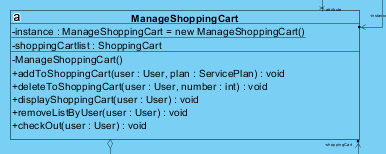 a
ManageShoppingCart
-instance : ManageShoppingCart = new ManageShoppingCart()
-shoppingCartlist : ShoppingCart
-ManageShoppingCart()
+addToShoppingCart(user : User, plan : ServicePlan) : void
+deleteToShoppingCart(user : User, number : int) : void
+displayShoppingCart(user : User) : void
+removeListByUser(user : User) : void
+checkOut(user : User) : void
-shoppingCart